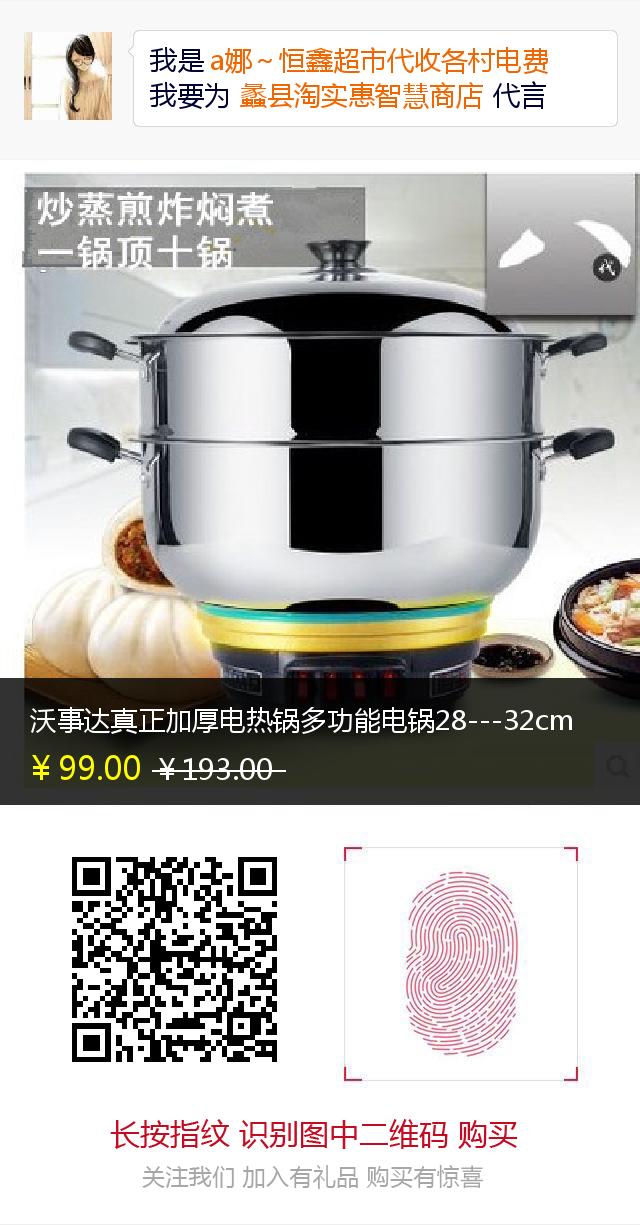 我是 a娜～恒鑫超市代收各村电费
我要为 蠡县淘实惠智慧商店 代言
炒蒸煎炸焖煮
一锅顶十锅
代
沃事达真正加厚电热锅多功能电锅28---32cm
¥ 99.00 ¥ 193.00
长按指纹 识别图中二维码 购买
关注我们 加入有礼品 购买有惊喜